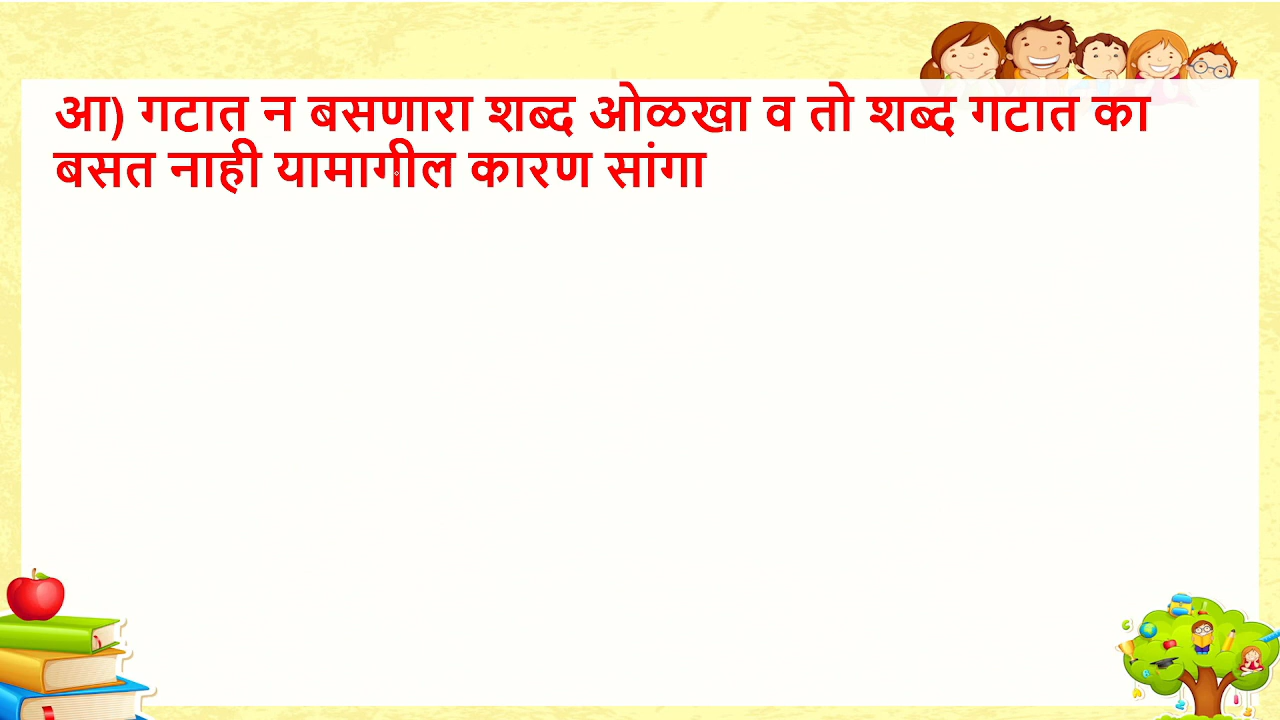 आ) गटात न बसणारा शब्द ओळखा व तो शब्द गटात का
बसत नाही यामागील कारण सांगा